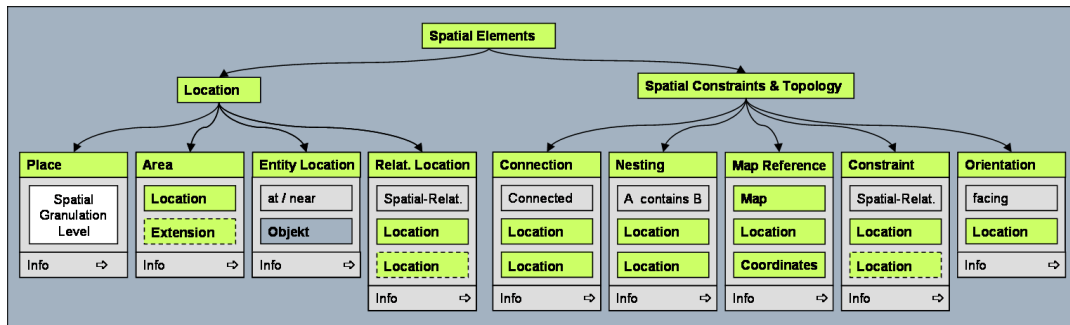 Spatial Elements
Location
Spatial Constraints & Topology
Place
Spatial
Granulation
Level
Info
Area
Location
Extension
Info
Entity Location
at / near
Objekt
Info
Relat. Location
Spatial-Relat.
Location
Location
Info
Connection
Connected
Location
Location
Info
Nesting
A contains B
Location
Location
Info
Map Reference
Map
Location
Coordinates
Info
Constraint
Spatial-Relat.
Location
Location
Info
Orientation
facing
Location
Info